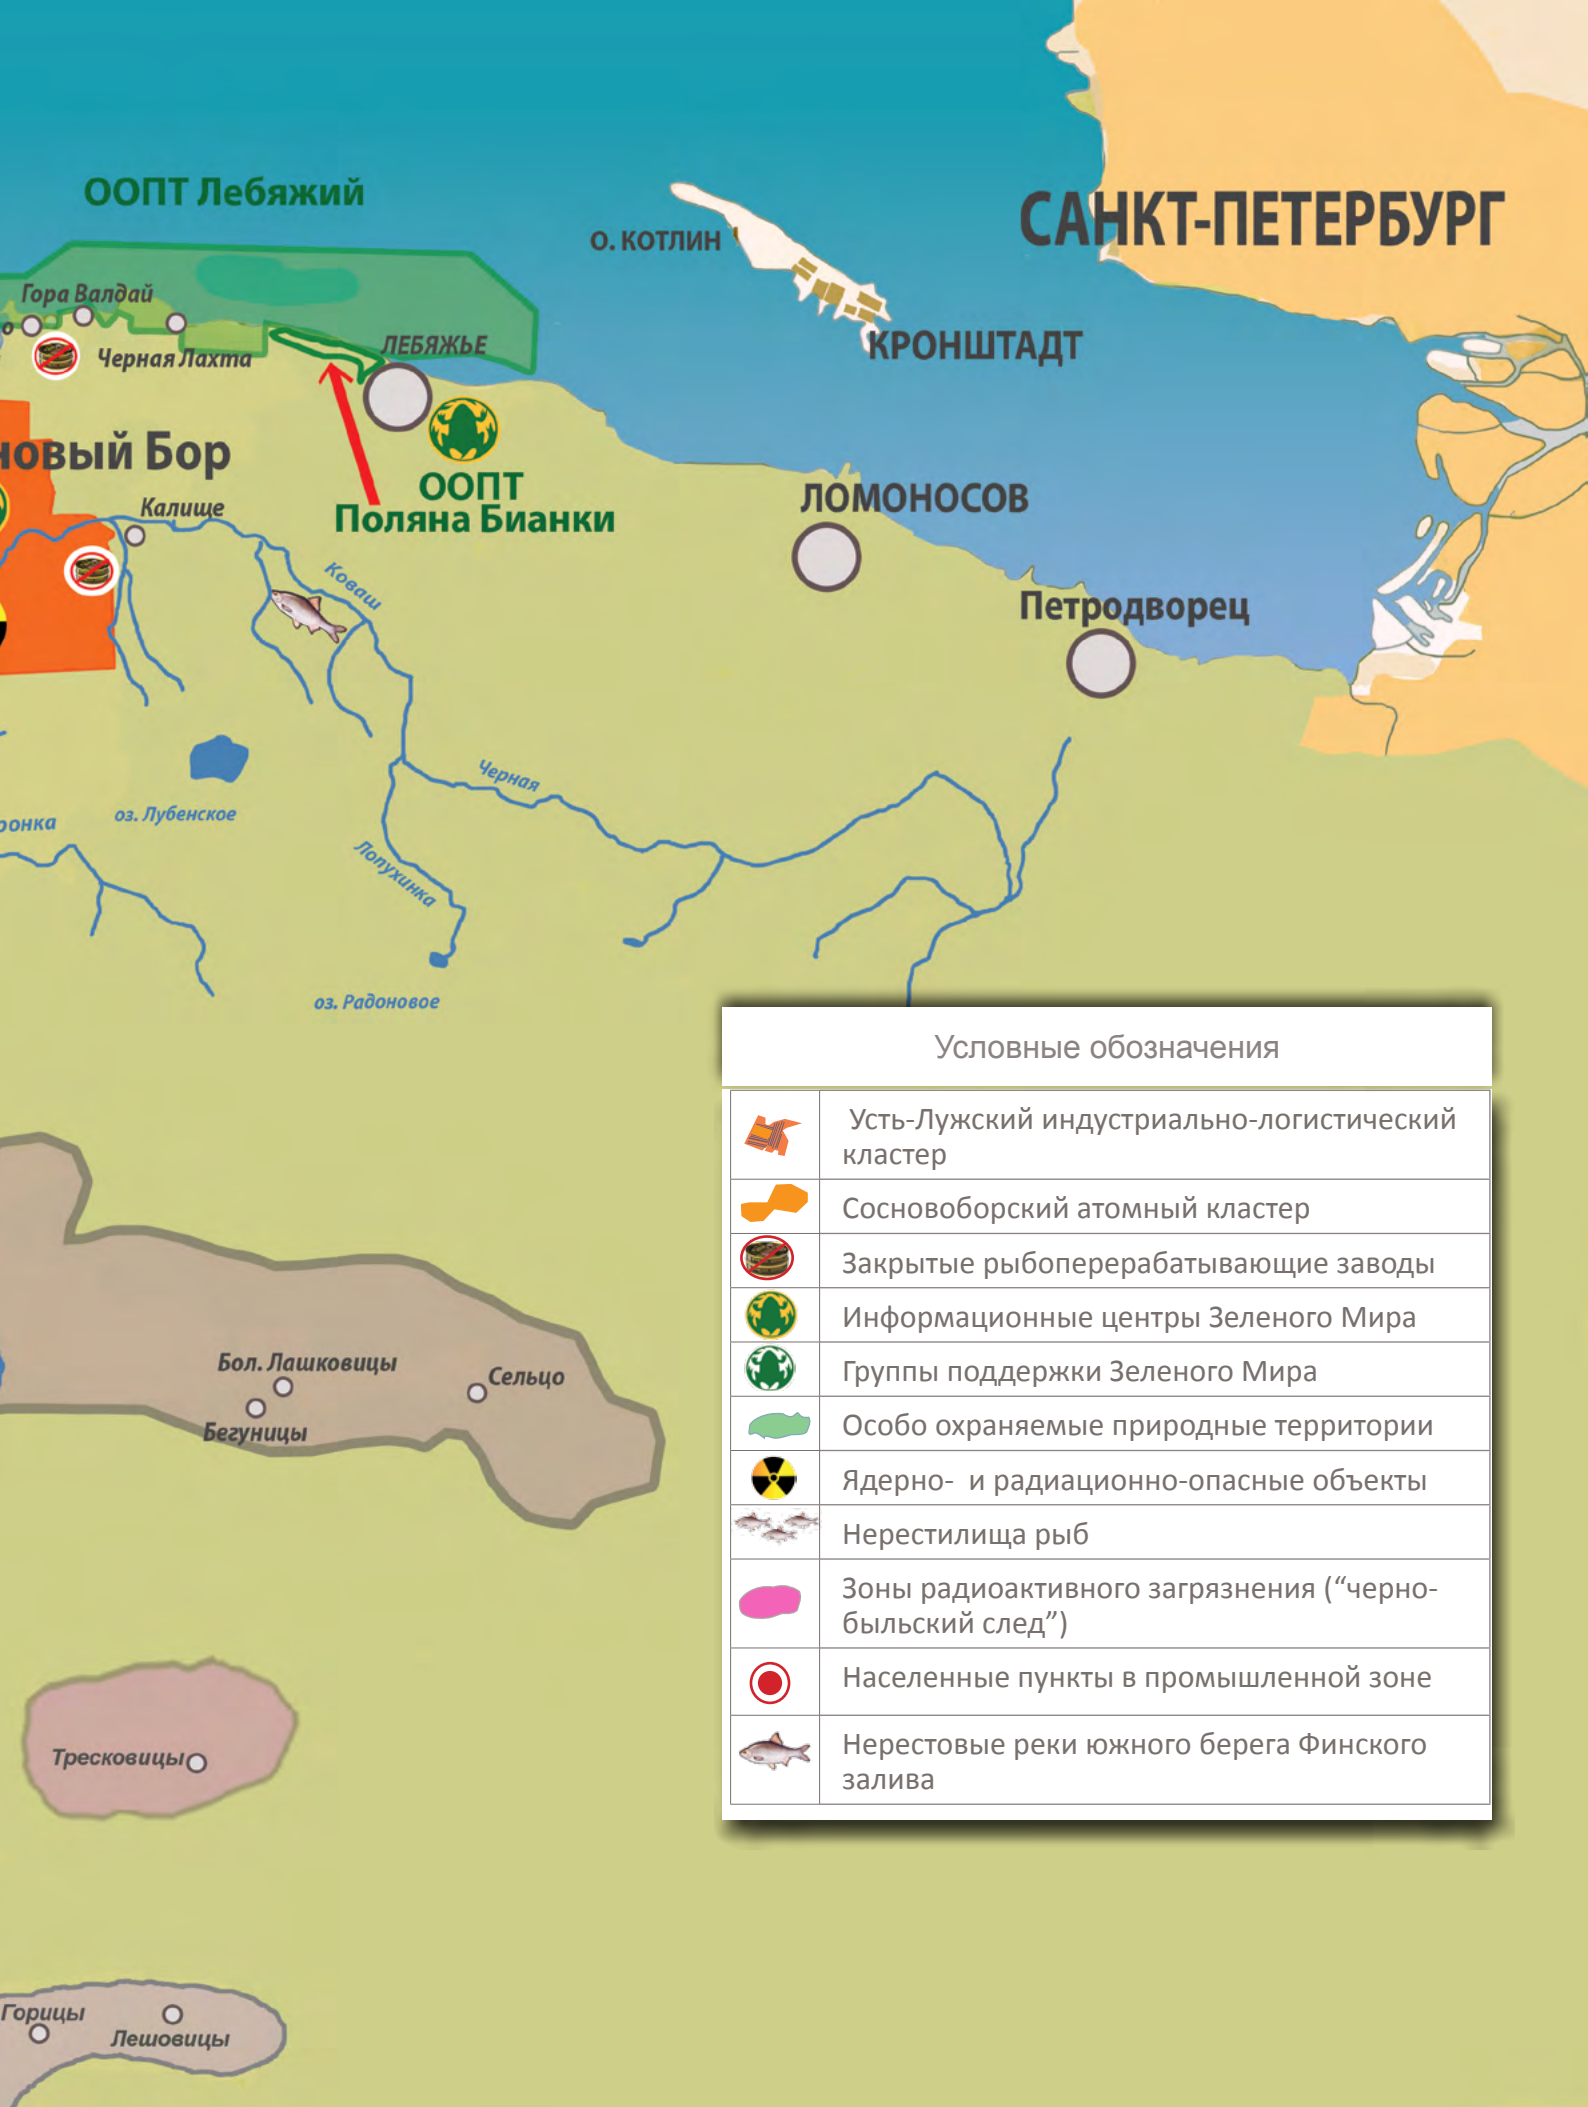 ООПТ Лебяжий
САНКТ-ПЕТЕРБУРГ
О. КОТЛИН
Гора Валдай
о
Черная Лахта
ЛЕБЯЖЬЕ
КРОНШТАДТ
новый Бор
Калище
ООПТ
Поляна Бианки
ЛОМОНОСОВ
Коваш
Петродворец
Черная
оз. Лубенское
ронка
Лопухинка
оз. Радоновое
Условные обозначения
Усть-Лужский индустриально-логистический
кластер
Сосновоборский атомный кластер
Закрытые рыбоперерабатывающие заводы
Информационные центры Зеленого Мира
Группы поддержки Зеленого Мира
Особо охраняемые природные территории
Ядерно- и радиационно-опасные объекты
Нерестилища рыб
Зоны радиоактивного загрязнения (“черно-
быльский след”)
Населенные пункты в промышленной зоне
Нерестовые реки южного берега Финского
залива
Бол. Лашковицы
Сельцо
Бегуницы
Тресковицы
Горицы
Лешовицы